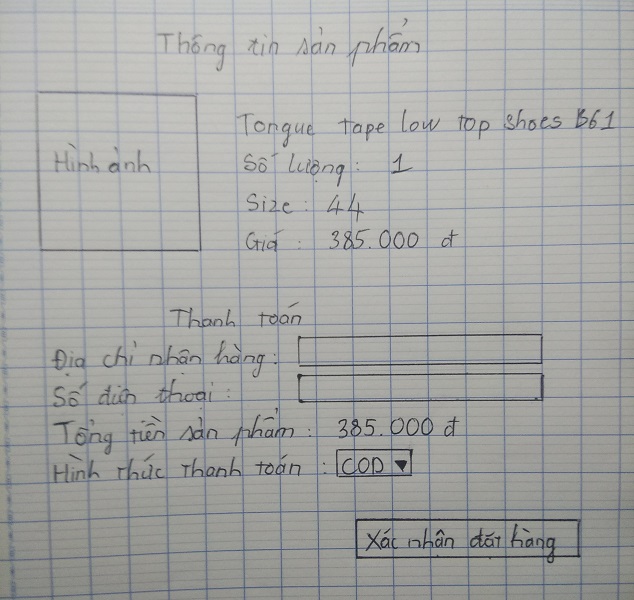 Thông tin sản phẩm
Hình ảnh
Tongue tape low top shoes B61
Số lượng: 1
Size: 44
Giá: 385.000 đ
Thanh toán
Địa chỉ nhận hàng:
Số điện thoại:
Tổng tiền sản phẩm: 385.000 đ
Hình thức thanh toán: COD ▼
Xác nhận đặt hàng